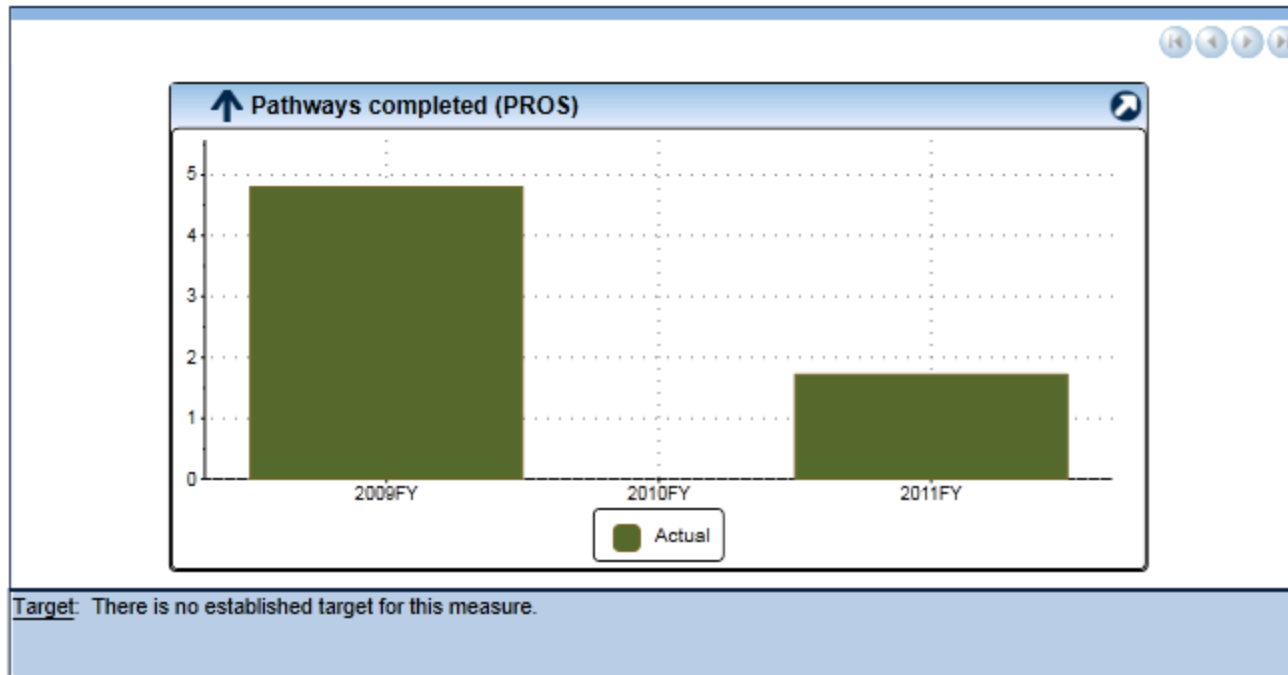 Pathways completed (PROS)
5
4
3
2
1
0
2009FY 2010FY 2011FY
Actual
Target: There is no established target for this measure.